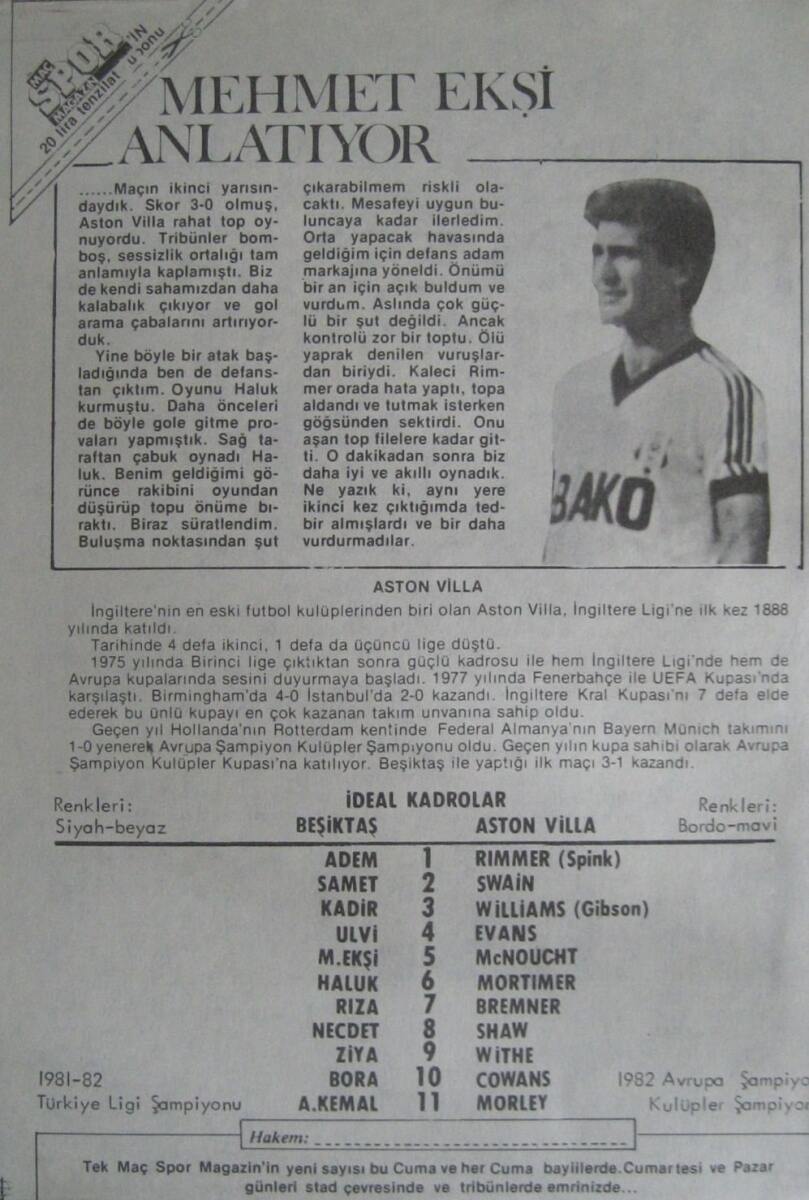 MAÇ
SPOR'İN
MAGAZİN
20 lira tenzilat
MEHMET EKŞİ
ANLATIYOR
......Maçın ikinci yarısın-
daydık. Skor 3-0 olmuş,
Aston Villa rahat top oy-
nuyordu. Tribünler bom-
boş, sessizlik ortalığı tam
anlamıyla kaplamıştı. Biz
de kendi sahamızdan daha
kalabalık çıkıyor ve gol
arama çabalarını artırıyor-
duk.
Yine böyle bir atak baş-
ladığında ben de defans-
tan çıktım. Oyunu Haluk
kurmuştu. Daha önceleri
de böyle gole gitme pro-
vaları yapmıştık. Sağ ta-
raftan çabuk oynadı Ha-
luk. Benim geldiğimi gö-
rünce rakibini oyundan
düşürüp topu önüme bı-
raktı. Biraz süratlendim.
Buluşma noktasından şut
çıkarabilmem riskli ola-
caktı. Mesafeyi uygun bu-
luncaya kadar ilerledim.
Orta yapacak havasında
geldiğim için defans adam
markajına yöneldi. Önümü
bir an için açık buldum ve
vurdum. Aslında çok güç-
lü bir şut değildi. Ancak
kontrolü zor bir toptu. Ölü
yaprak denilen vuruşlar-
dan biriydi. Kaleci Rim-
mer orada hata yaptı, topa
aldandı ve tutmak isterken
göğsünden sektirdi. Onu
aşan top filelere kadar git-
ti. O dakikadan sonra biz
daha iyi ve akıllı oynadık.
Ne yazık ki, aynı yere
ikinci kez çıktığımda ted-
bir almışlardı ve bir daha
vurdurmadılar.
BAKO
ASTON VİLLA
İngiltere'nin en eski futbol kulüplerinden biri olan Aston Villa, İngiltere Ligi'ne ilk kez 1888
yılında katıldı.
Tarihinde 4 defa ikinci, 1 defa da üçüncü lige düştü.
1975 yılında Birinci lige çıktıktan sonra güçlü kadrosu ile hem İngiltere Ligi'nde hem de
Avrupa kupalarında sesini duyurmaya başladı. 1977 yılında Fenerbahçe ile UEFA Kupası'nda
karşılaştı. Birmingham'da 4-0 İstanbul'da 2-0 kazandı. İngiltere Kral Kupası'nı 7 defa elde
ederek bu ünlü kupayı en çok kazanan takım unvanına sahip oldu.
Geçen yıl Hollanda'nın Rotterdam kentinde Federal Almanya'nın Bayern Münich takımını
1-0 yenerek Avrupa Şampiyon Kulüpler Şampiyonu oldu. Geçen yılın kupa sahibi olarak Avrupa
Şampiyon Kulüpler Kupası'na katılıyor. Beşiktaş ile yaptığı ilk maçı 3-1 kazandı.
İDEAL KADROLAR
Renkleri: Renkleri:
Siyah-beyaz BEŞİKTAŞ ASTON VİLLA Bordo-mavi
ADEM 1 RIMMER (Spink)
SAMET 2 SWAİN
KADİR 3 WİLLİAMS (Gibson)
ULVİ 4 EVANS
M.EKŞİ 5 McNOUCHT
HALUK 6 MORTIMER
RIZA 7 BREMNER
NECDET 8 SHAW
ZİYA 9 WİTHE
1981-82 BORA 10 COWANS 1982 Avrupa Şampiyo
Türkiye Ligi Şampiyonu A.KEMAL 11 MORLEY Kulüpler Şampiyon
Hakem:
Tek Maç Spor Magazin'in yeni sayısı bu Cuma ve her Cuma bayiilerde.Cumartesi ve Pazar
günleri stad çevresinde ve tribünlerde emrinizde...